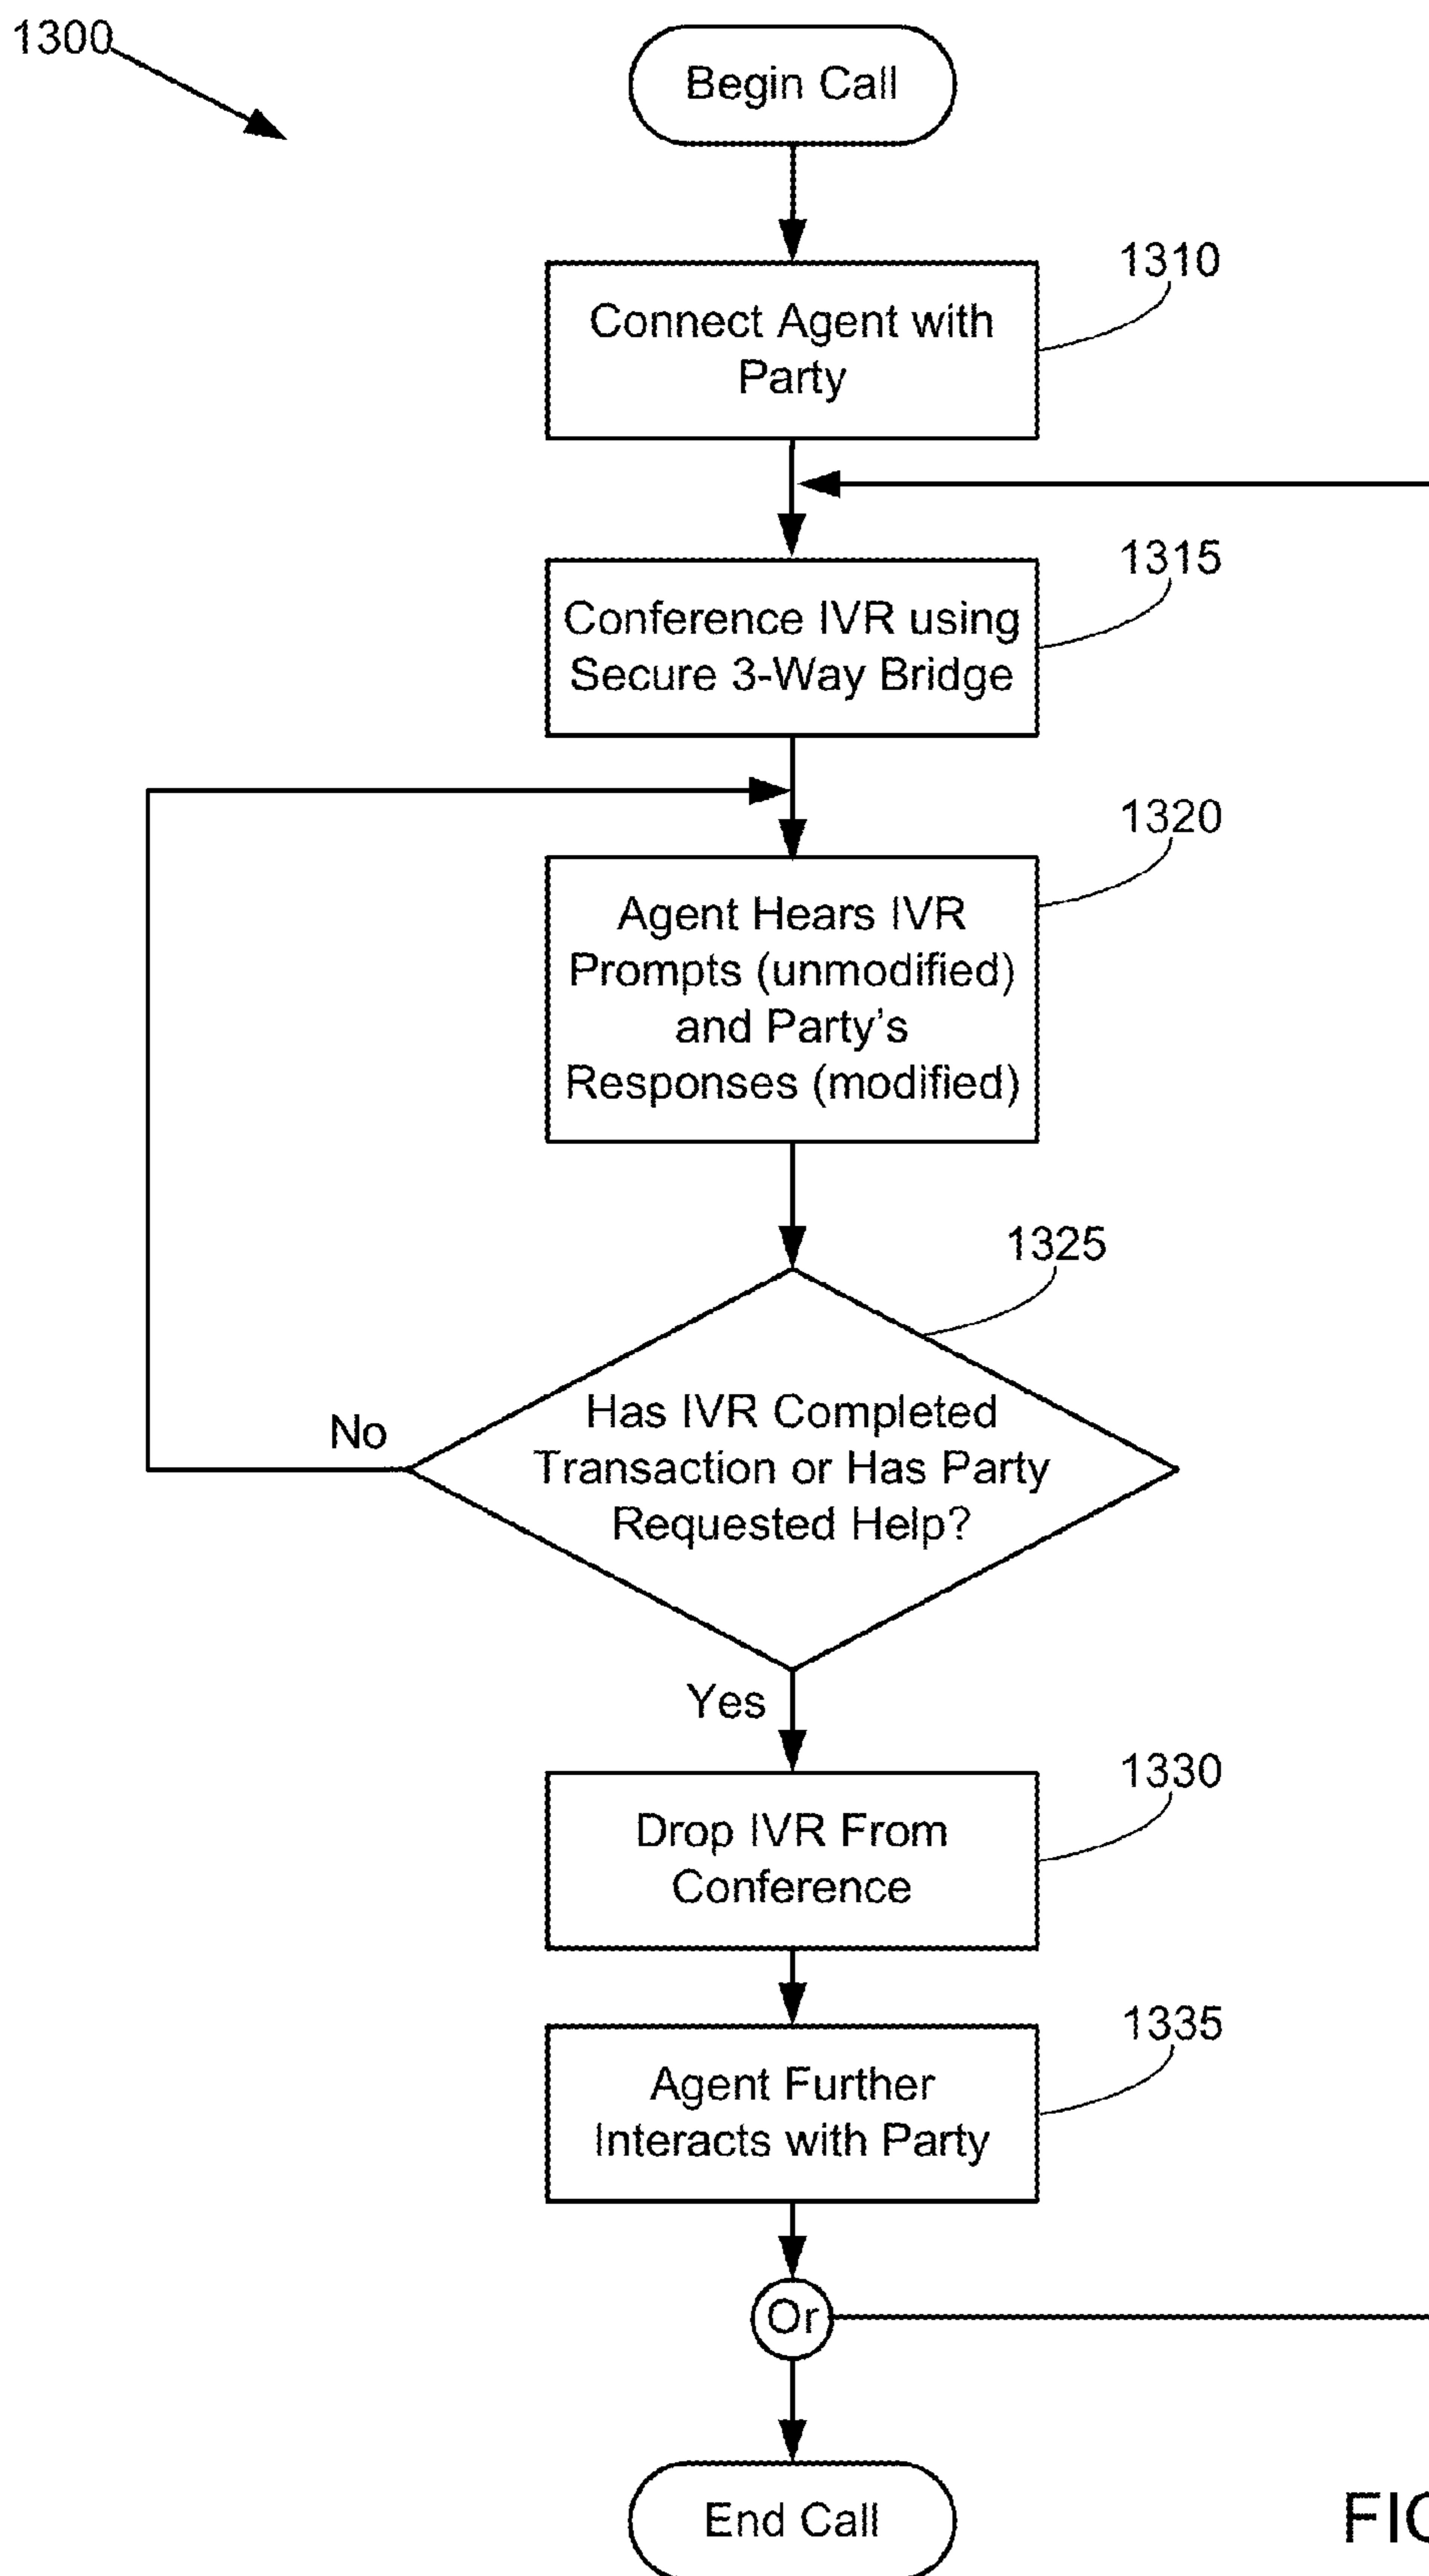 1300
Begin Call
1310
Connect Agent with
Party
1315
Conference IVR using
Secure 3-Way Bridge
1320
Agent Hears IVR
Prompts (unmodified)
and Party's
Responses (modified)
1325
Has IVR Completed
Transaction or Has Party
Requested Help?
No
Yes
1330
Drop IVR From
Conference
1335
Agent Further
Interacts with Party
Or
End Call